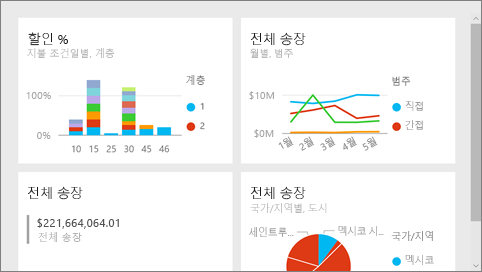 할인 %
지불 조건일별, 계층
계층
100%
0%
1
2
10 15 25 30 45 46
전체 송장
월별, 범주
범주
$10M
$0M
직접
간접
1월 2월 3월 4월 5월
전체 송장
$221,664,064.01
전체 송장
전체 송장
국가/지역별, 도시
세인트루...
멕시코 시...
국가/지역
멕시코